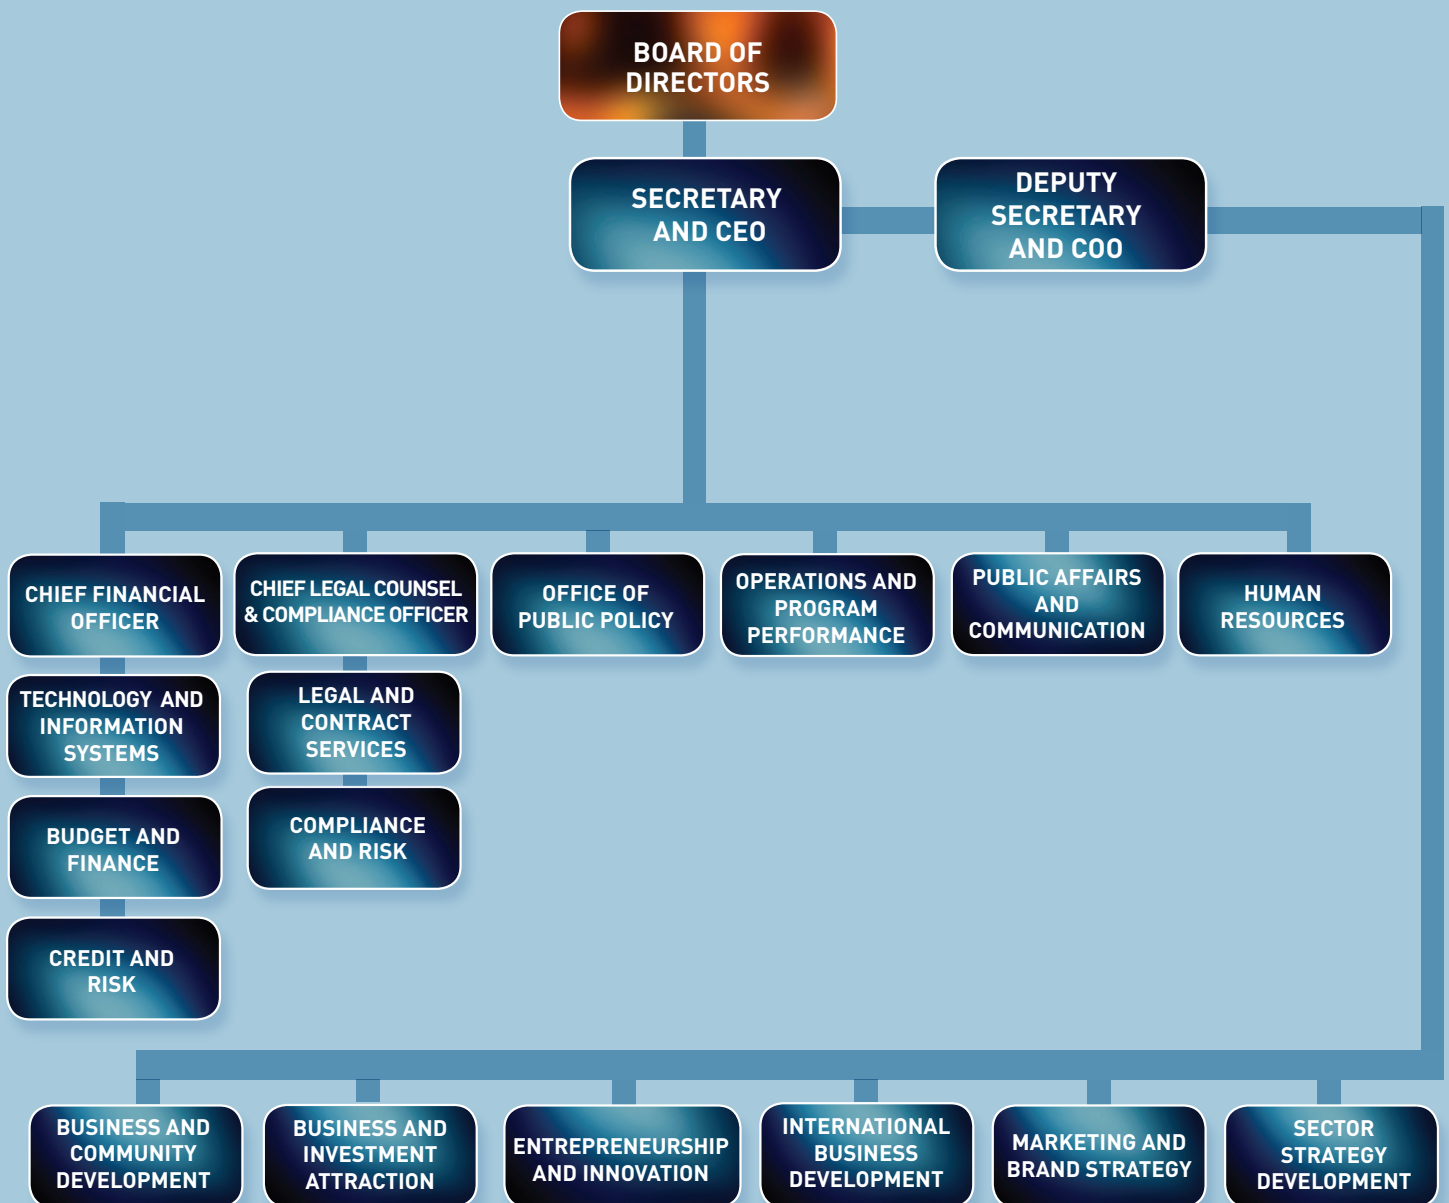 BOARD OF
DIRECTORS
SECRETARY
AND CEO
DEPUTY
SECRETARY
AND COO
CHIEF FINANCIAL
OFFICER
CHIEF LEGAL COUNSEL
& COMPLIANCE OFFICER
OFFICE OF
PUBLIC POLICY
OPERATIONS AND
PROGRAM
PERFORMANCE
PUBLIC AFFAIRS
AND
COMMUNICATION
HUMAN
RESOURCES
TECHNOLOGY AND
INFORMATION
SYSTEMS
LEGAL AND
CONTRACT
SERVICES
BUDGET AND
FINANCE
COMPLIANCE
AND RISK
CREDIT AND
RISK
BUSINESS AND
COMMUNITY
DEVELOPMENT
BUSINESS AND
INVESTMENT
ATTRACTION
ENTREPRENEURSHIP
AND INNOVATION
INTERNATIONAL
BUSINESS
DEVELOPMENT
MARKETING AND
BRAND STRATEGY
SECTOR
STRATEGY
DEVELOPMENT